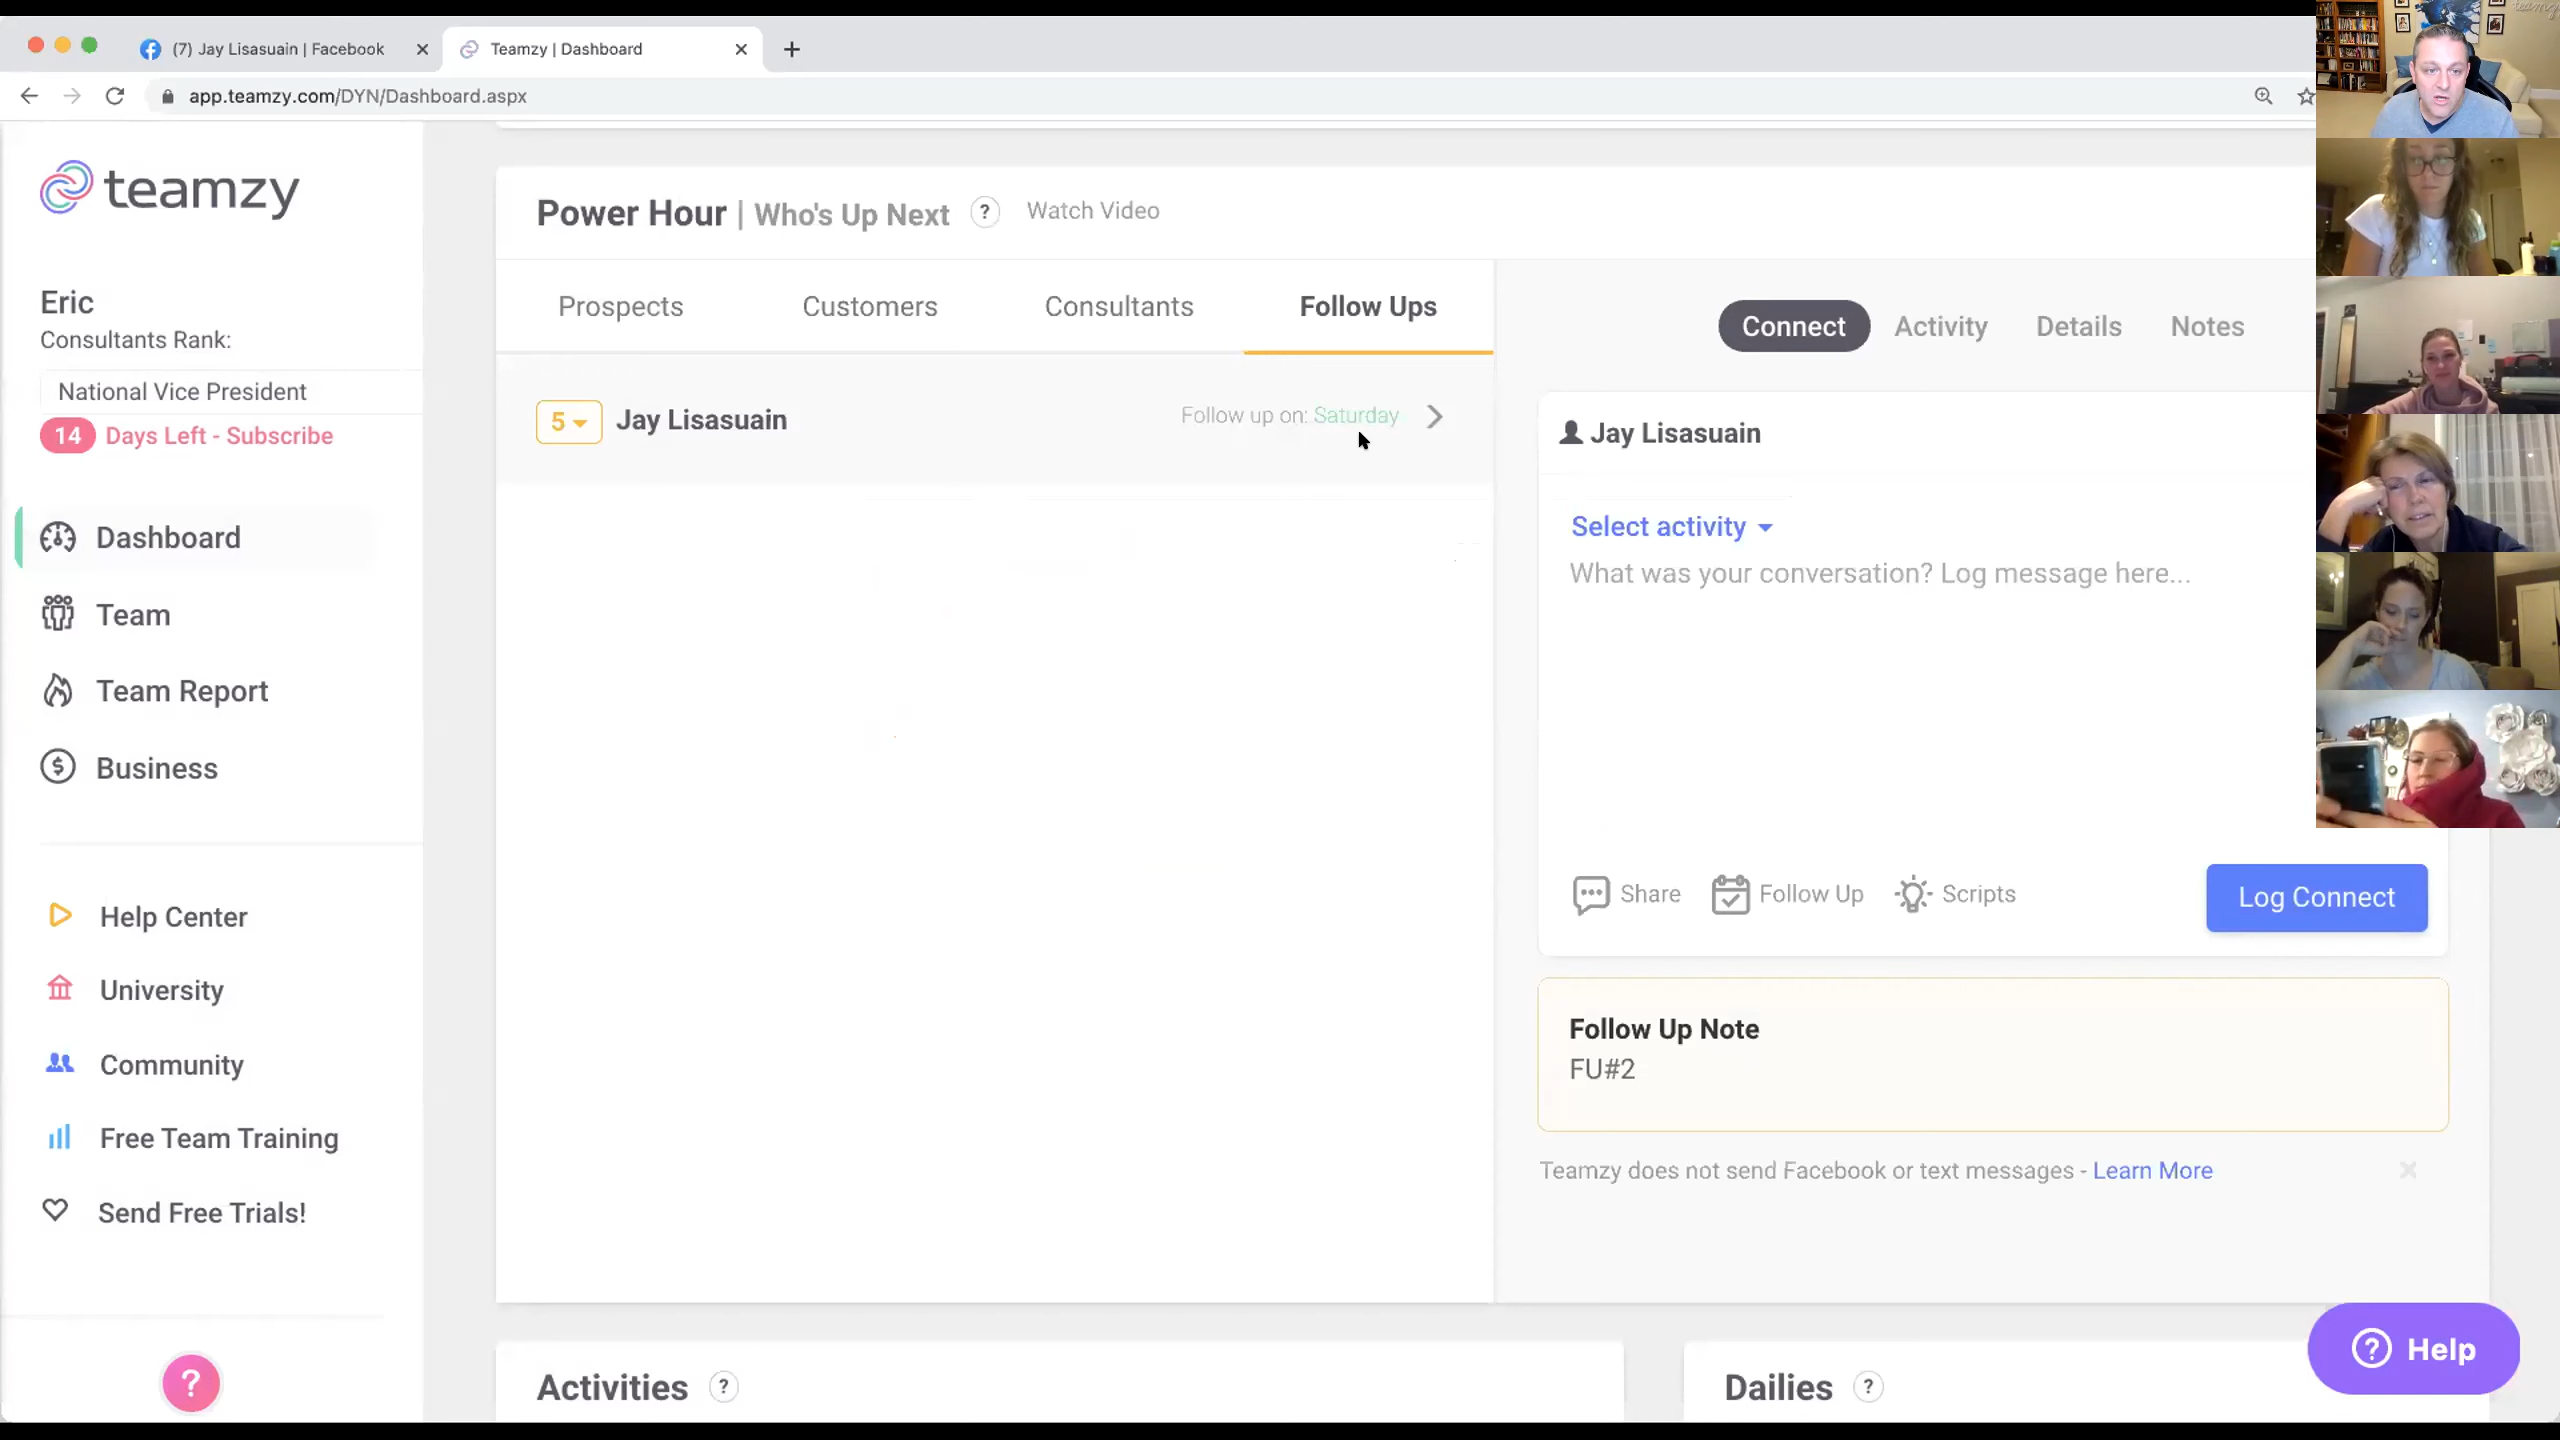 (7) Jay Lisasuain | Facebook
Teamzy | Dashboard
app.teamzy.com/DYN/Dashboard.aspx
teamzy
Eric
Consultants Rank:
National Vice President
14 Days Left - Subscribe
Dashboard
Team
Team Report
Business
Help Center
University
Community
Free Team Training
Send Free Trials!
?
Power Hour | Who's Up Next ? Watch Video
Prospects Customers Consultants Follow Ups
5 Jay Lisasuain Follow up on: Saturday
Connect Activity Details Notes
Jay Lisasuain
Select activity
What was your conversation? Log message here...
Share Follow Up Scripts Log Connect
Follow Up Note
FU#2
Teamzy does not send Facebook or text messages - Learn More
Activities ?
Dailies ?
? Help